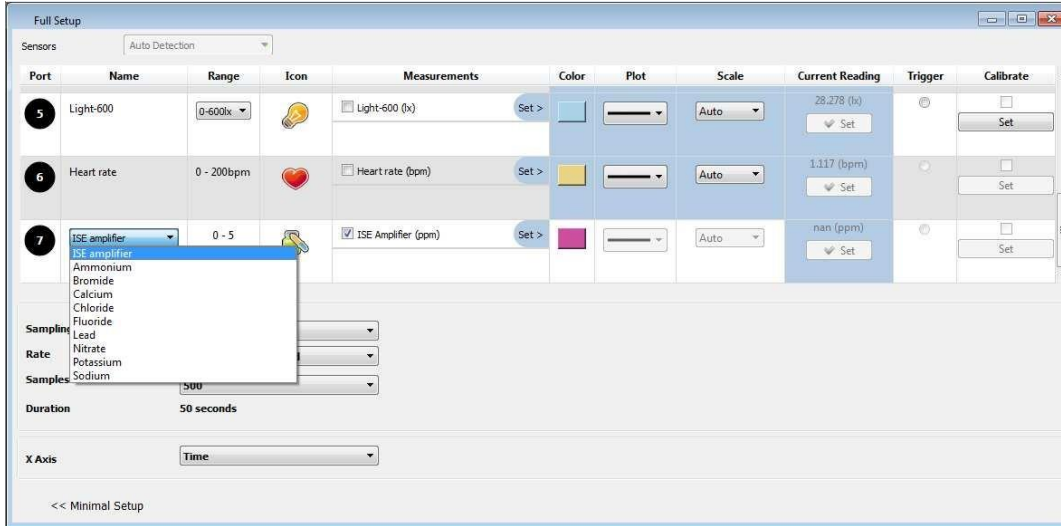 Full Setup
Sensors Auto Detection
Port Name Range Icon Measurements Color Plot Scale Current Reading Trigger Calibrate
5 Light-600 0-600lx Light-600 (lx) Set > Auto 28.278 (lx) Set Set
6 Heart rate 0 - 200bpm Heart rate (bpm) Set > Auto 1.117 (bpm) Set Set
7 ISE amplifier 0 - 5 ISE Amplifier (ppm) Set > Auto nan (ppm) Set Set
ISE amplifier
Ammonium
Bromide
Calcium
Chloride
Fluoride
Lead
Nitrate
Potassium
Sodium
Sampling
Rate
Samples 500
Duration 50 seconds
X Axis Time
<< Minimal Setup